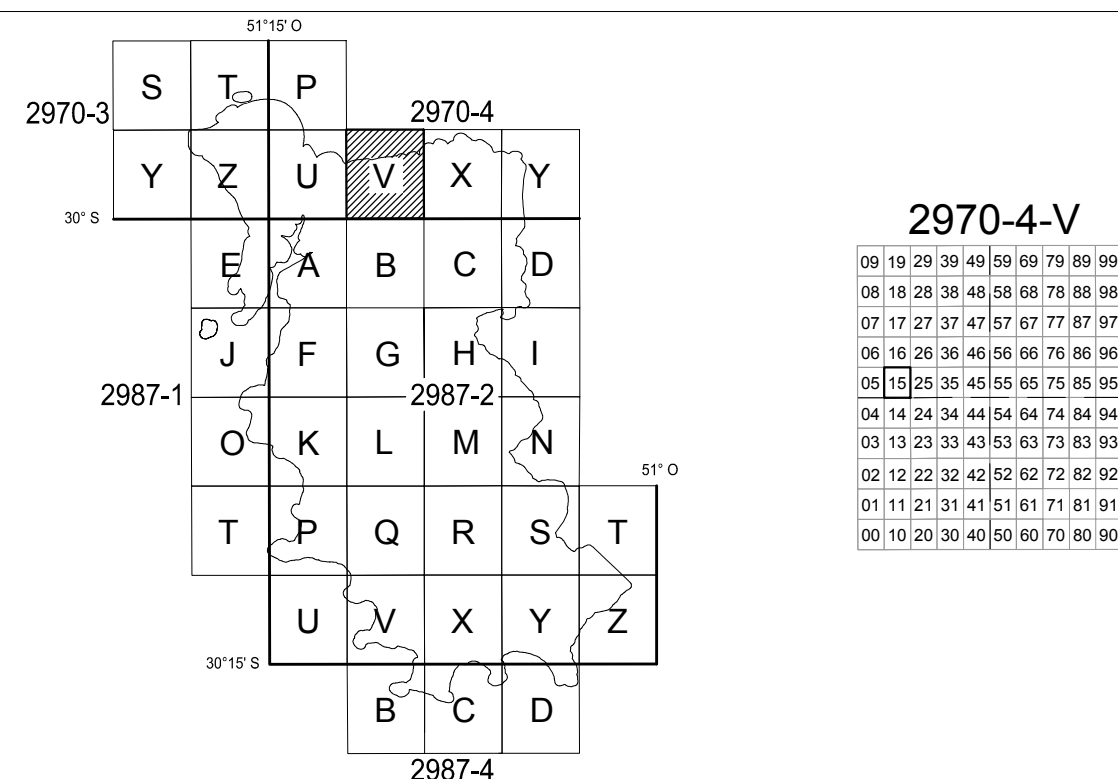 51°15' O
S T P
2970-3 2970-4
Y Z U V X Y
30° S
E A B C D
J F G H I
2987-1 2987-2
O K L M N
51° O
T P Q R S T
U V X Y Z
30°15' S
B C D
2987-4
2970-4-V
09 19 29 39 49 59 69 79 89 99
08 18 28 38 48 58 68 78 88 98
07 17 27 37 47 57 67 77 87 97
06 16 26 36 46 56 66 76 86 96
05 15 25 35 45 55 65 75 85 95
04 14 24 34 44 54 64 74 84 94
03 13 23 33 43 53 63 73 83 93
02 12 22 32 42 52 62 72 82 92
01 11 21 31 41 51 61 71 81 91
00 10 20 30 40 50 60 70 80 90